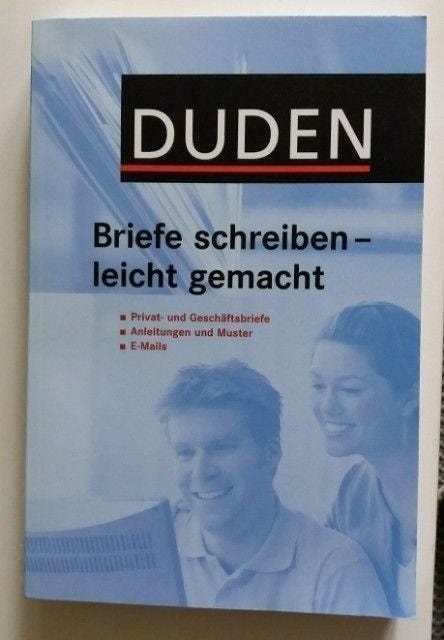 DUDEN
Briefe schreiben –
leicht gemacht
■ Privat- und Geschäftsbriefe
■ Anleitungen und Muster
■ E-Mails